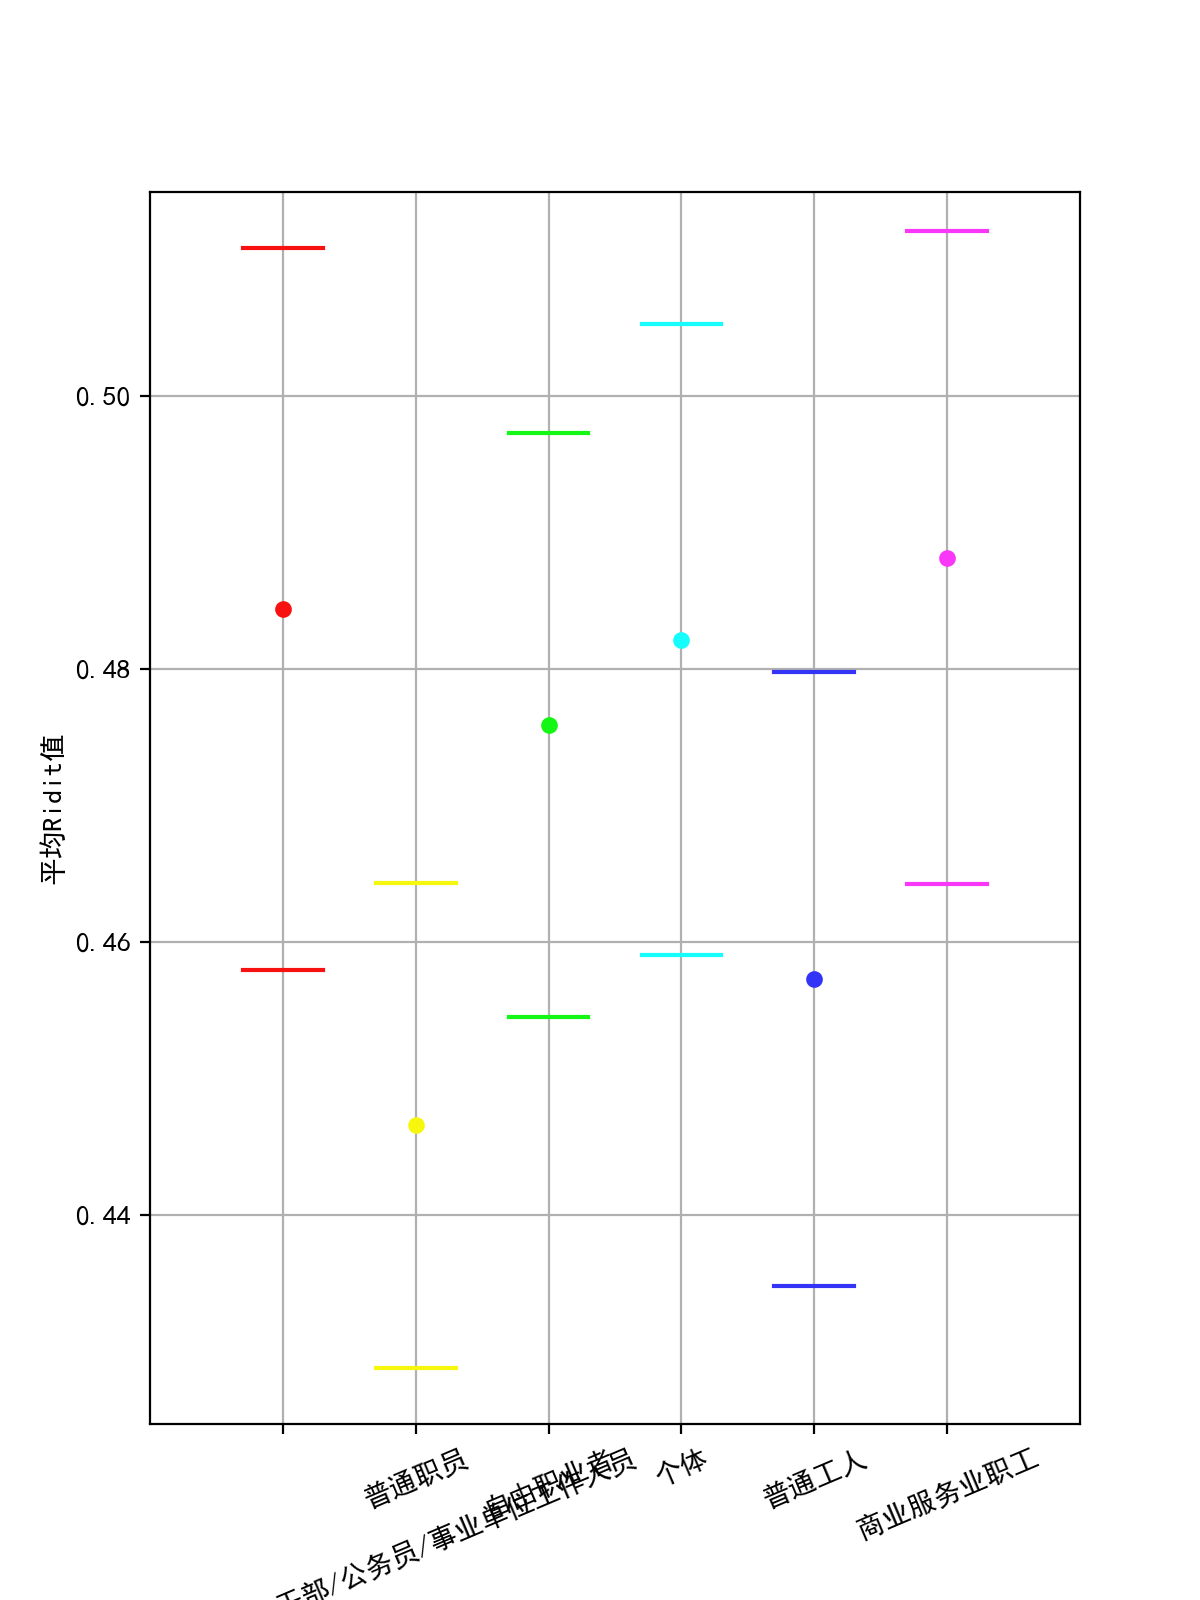 0.50
0.48
0.46
0.44
平均Ridit值
普通职员
干部/公务员/事业单位工作人员
自由职业者
个体
普通工人
商业服务业职工